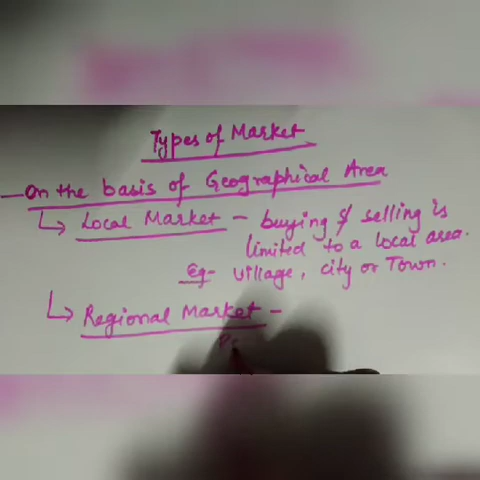 Types of Market
On the basis of Geographical Area
Local Market - buying & selling is
limited to a local area.
Eg- village, city or Town.
Regional Market -